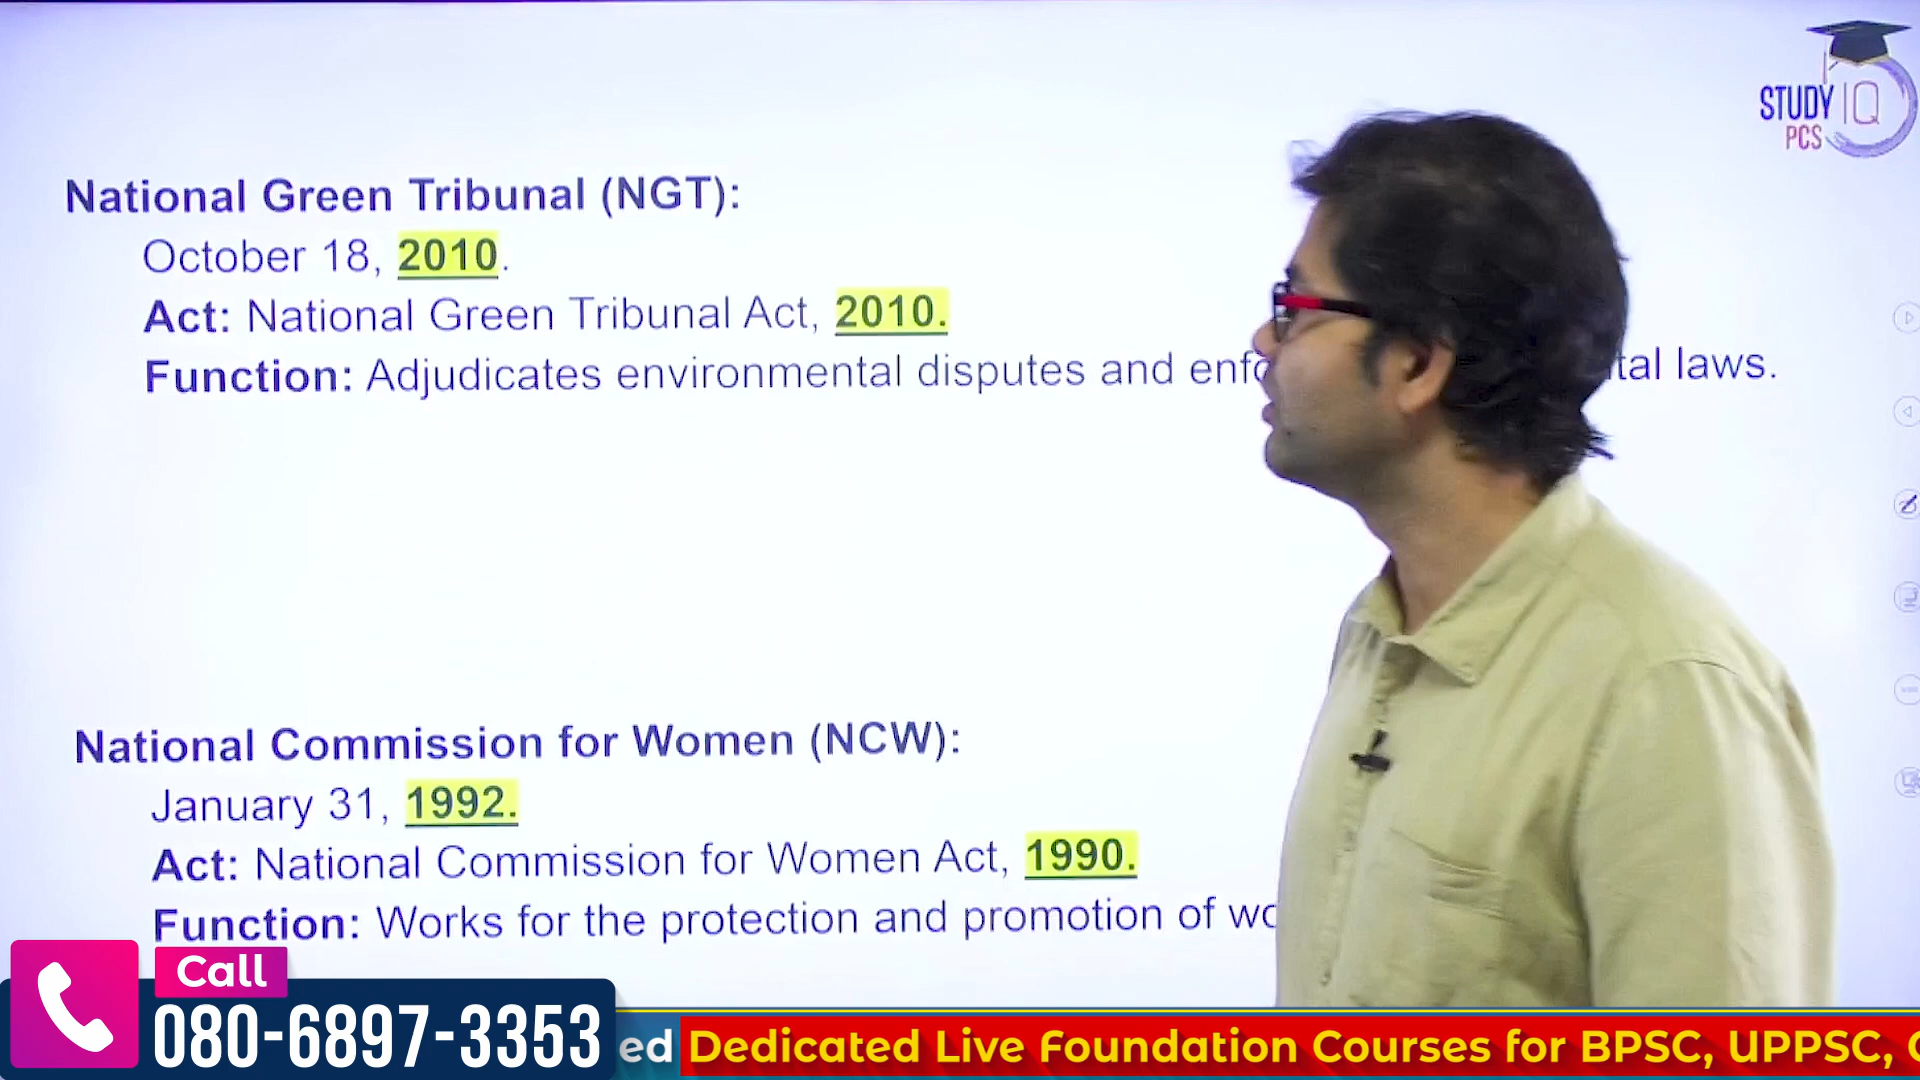 STUDY IQ
PCS
National Green Tribunal (NGT):
October 18, 2010.
Act: National Green Tribunal Act, 2010.
Function: Adjudicates environmental disputes and tal laws.
National Commission for Women (NCW):
January 31, 1992.
Act: National Commission for Women Act, 1990.
Function: Works for the protection and promotion of
Call
080-6897-3353
ed Dedicated Live Foundation Courses for BPSC, UPPSC,